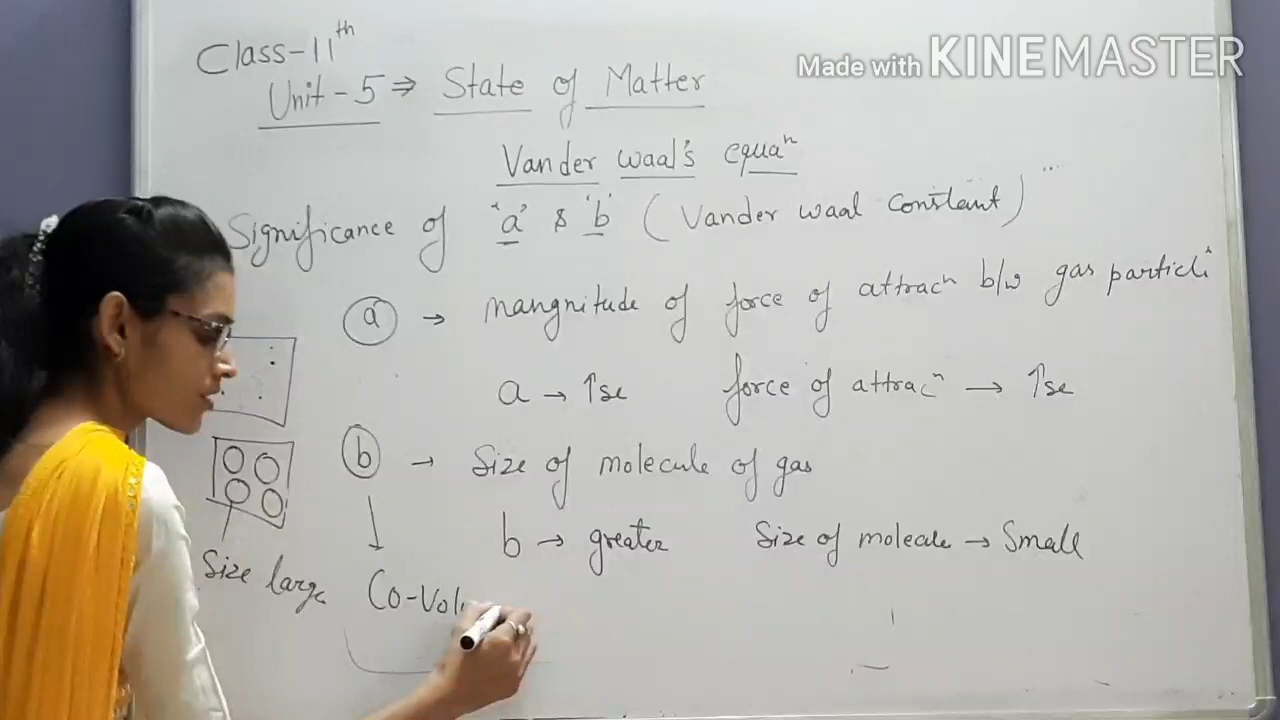 Made with KINEMASTER
Class-11th
Unit-5 ⇒ State of Matter
Vander waal's equan
Significance of 'a' & 'b' (Vander waal constant)
a → mangnitude of force of attracn b/w gas
a → ↑se force of attracn → ↑se
b → Size of molecule of gas
b → greater Size of molecule → Small
Size large
Co-Vol